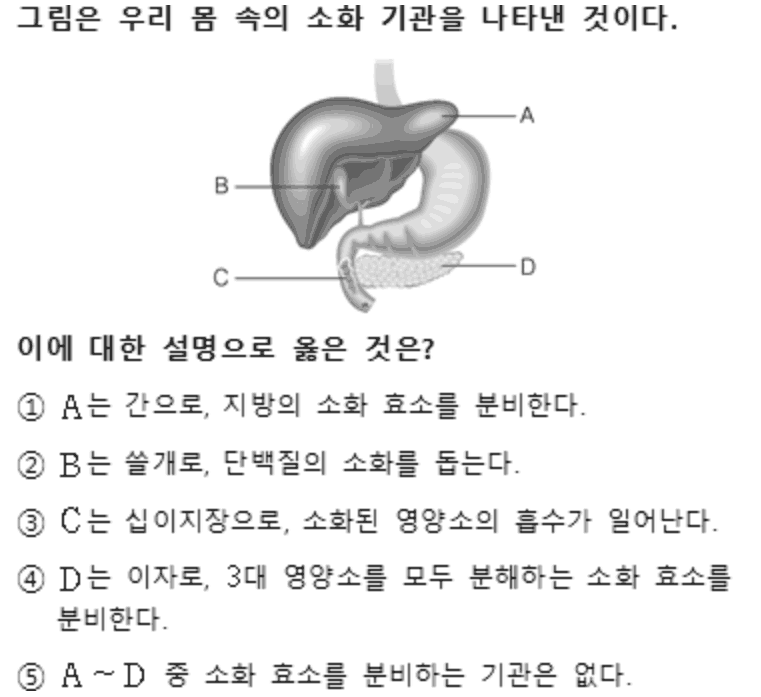 그림은 우리 몸 속의 소화 기관을 나타낸 것이다.
A
B
D
C
이에 대한 설명으로 옳은 것은?
① A는 간으로, 지방의 소화 효소를 분비한다.
② B는 쓸개로, 단백질의 소화를 돕는다.
③ C는 십이지장으로, 소화된 영양소의 흡수가 일어난다.
④ D는 이자로, 3대 영양소를 모두 분해하는 소화 효소를
분비한다.
⑤ A ~ D 중 소화 효소를 분비하는 기관은 없다.